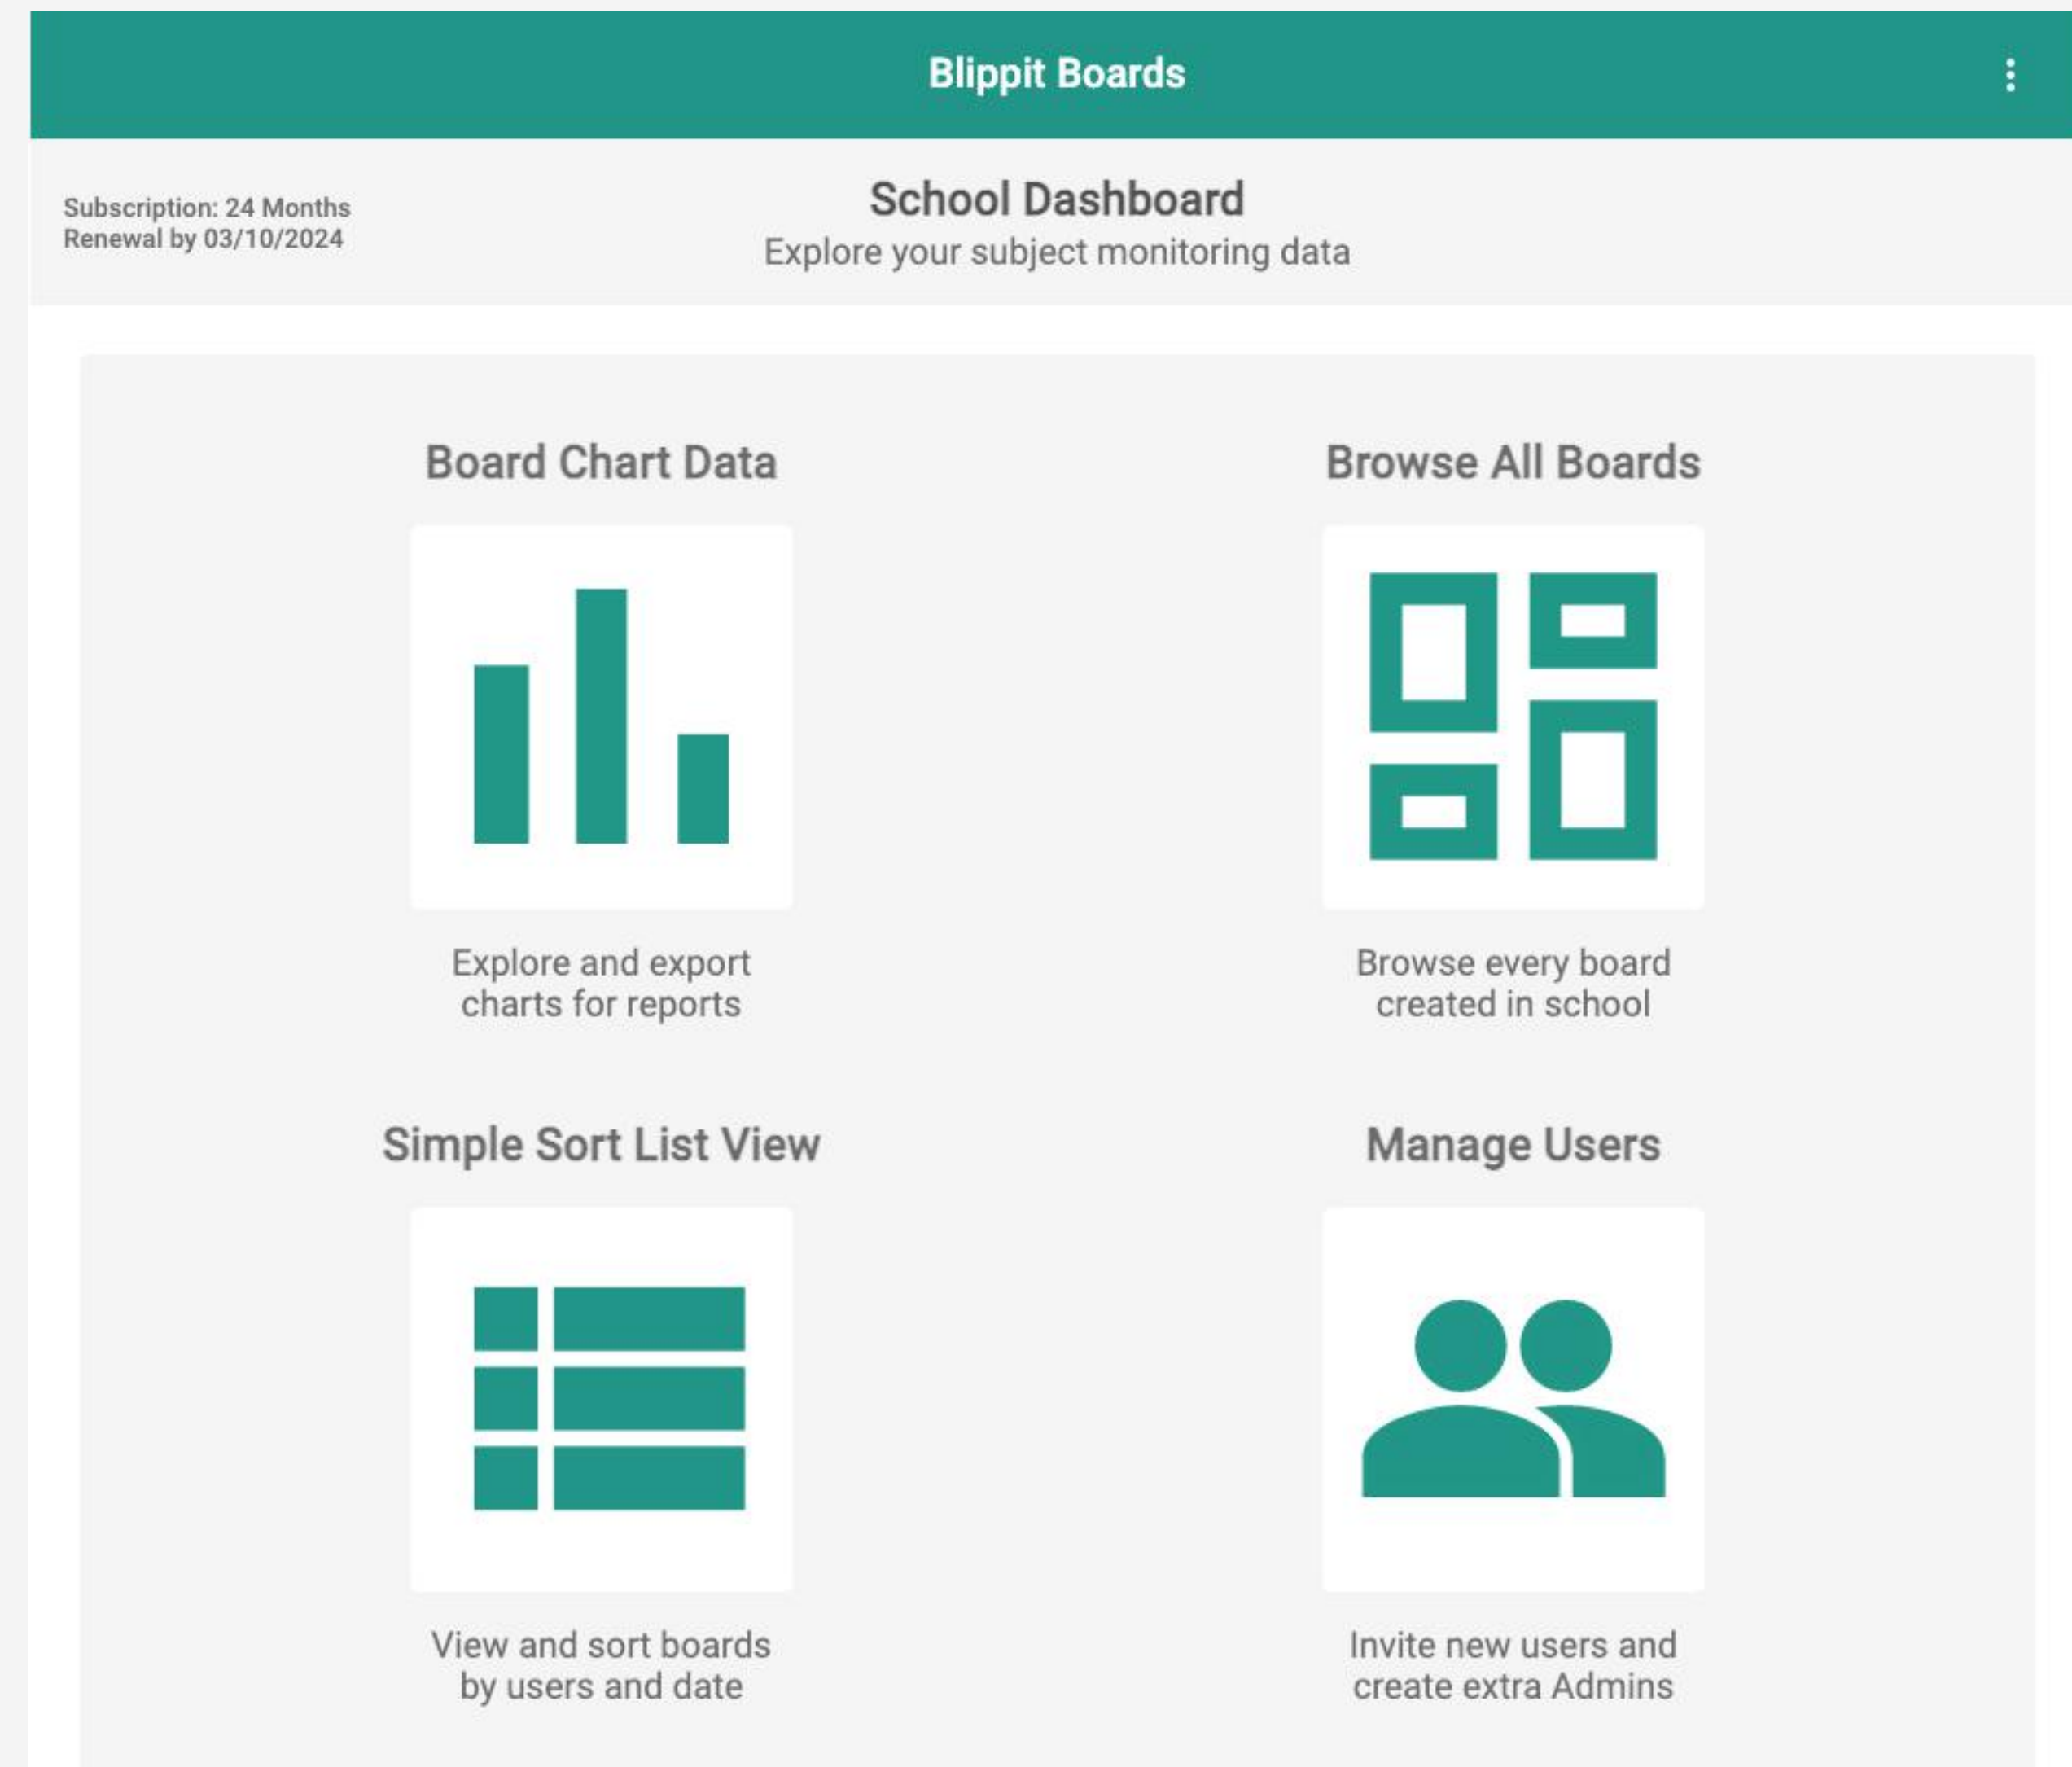 Blippit Boards
Subscription: 24 Months
Renewal by 03/10/2024
School Dashboard
Explore your subject monitoring data
Board Chart Data
Explore and export
charts for reports
Browse All Boards
Browse every board
created in school
Simple Sort List View
View and sort boards
by users and date
Manage Users
Invite new users and
create extra Admins